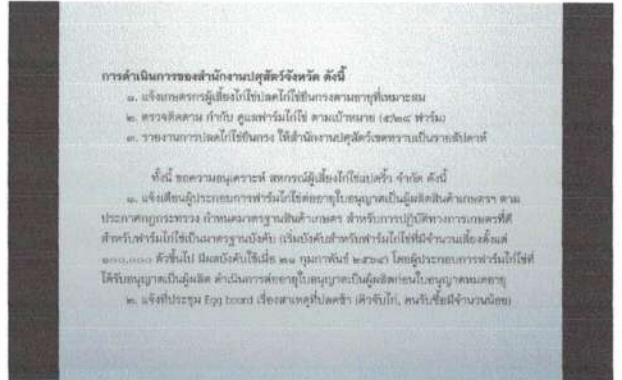 การดำเนินการของสำนักงานปศุสัตว์จังหวัด ดังนี้
๑. แจ้งเกษตรกรผู้เลี้ยงไก่ไข่ปลดไก่ไข่ยืนกรงตามอายุที่เหมาะสม
๒. ตรวจติดตาม กำกับ ดูแลฟาร์มไก่ไข่ ตามเป้าหมาย (๕/๒๔ ฟาร์ม)
๓. รายงานการปลดไก่ไข่ยืนกรง ให้สำนักงานปศุสัตว์เขตทราบเป็นรายสัปดาห์
ทั้งนี้ ขอความอนุเคราะห์ สหกรณ์ผู้เลี้ยงไก่ไข่แปดริ้ว จำกัด ดังนี้
๑. แจ้งเตือนผู้ประกอบการฟาร์มไก่ไข่ต่ออายุใบอนุญาตเป็นผู้ผลิตสินค้าเกษตรฯ ตาม
ประกาศกฎกระทรวง กำหนดมาตรฐานสินค้าเกษตร สำหรับการปฏิบัติทางการเกษตรที่ดี
สำหรับฟาร์มไก่ไข่เป็นมาตรฐานบังคับ (เริ่มบังคับสำหรับฟาร์มไก่ไข่ที่มีจำนวนเลี้ยงตั้งแต่
๑๐๐,๐๐๐ ตัวขึ้นไป มีผลบังคับใช้เมื่อ ๒๑ กุมภาพันธ์ ๒๕๖๔) โดยผู้ประกอบการฟาร์มไก่ไข่ที่
ได้รับอนุญาตเป็นผู้ผลิต ดำเนินการต่ออายุใบอนุญาตเป็นผู้ผลิตก่อนใบอนุญาตหมดอายุ
๒. แจ้งที่ประชุม Egg board เรื่องสาเหตุที่ปลดช้า (คิวจับไก่, คนรับซื้อมีจำนวนน้อย)